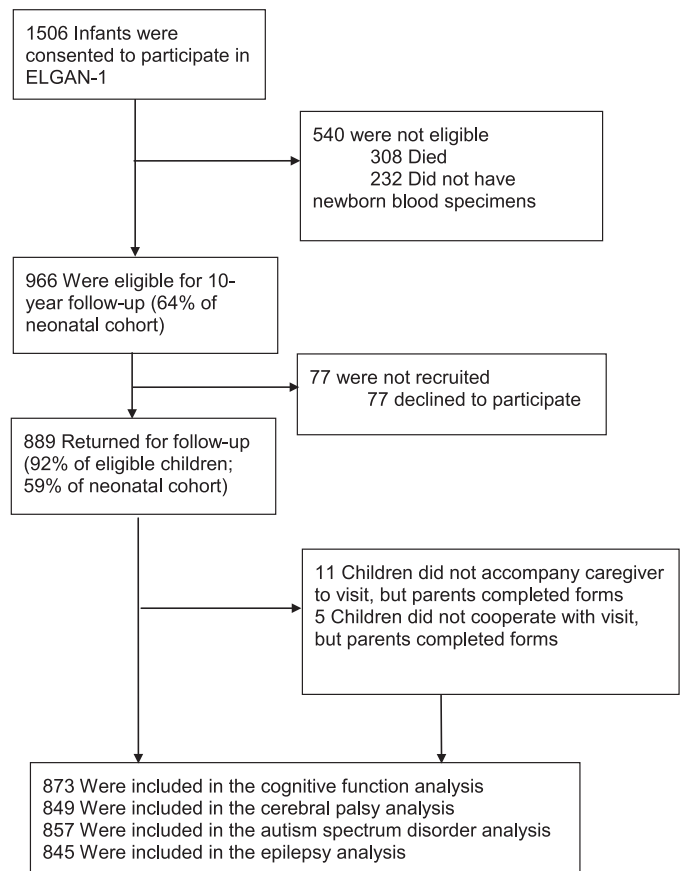 1506 Infants were
consented to participate in
ELGAN-1
540 were not eligible
308 Died
232 Did not have
newborn blood specimens
966 Were eligible for 10-
year follow-up (64% of
neonatal cohort)
77 were not recruited
77 declined to participate
889 Returned for follow-up
(92% of eligible children;
59% of neonatal cohort)
11 Children did not accompany caregiver
to visit, but parents completed forms
5 Children did not cooperate with visit,
but parents completed forms
873 Were included in the cognitive function analysis
849 Were included in the cerebral palsy analysis
857 Were included in the autism spectrum disorder analysis
845 Were included in the epilepsy analysis